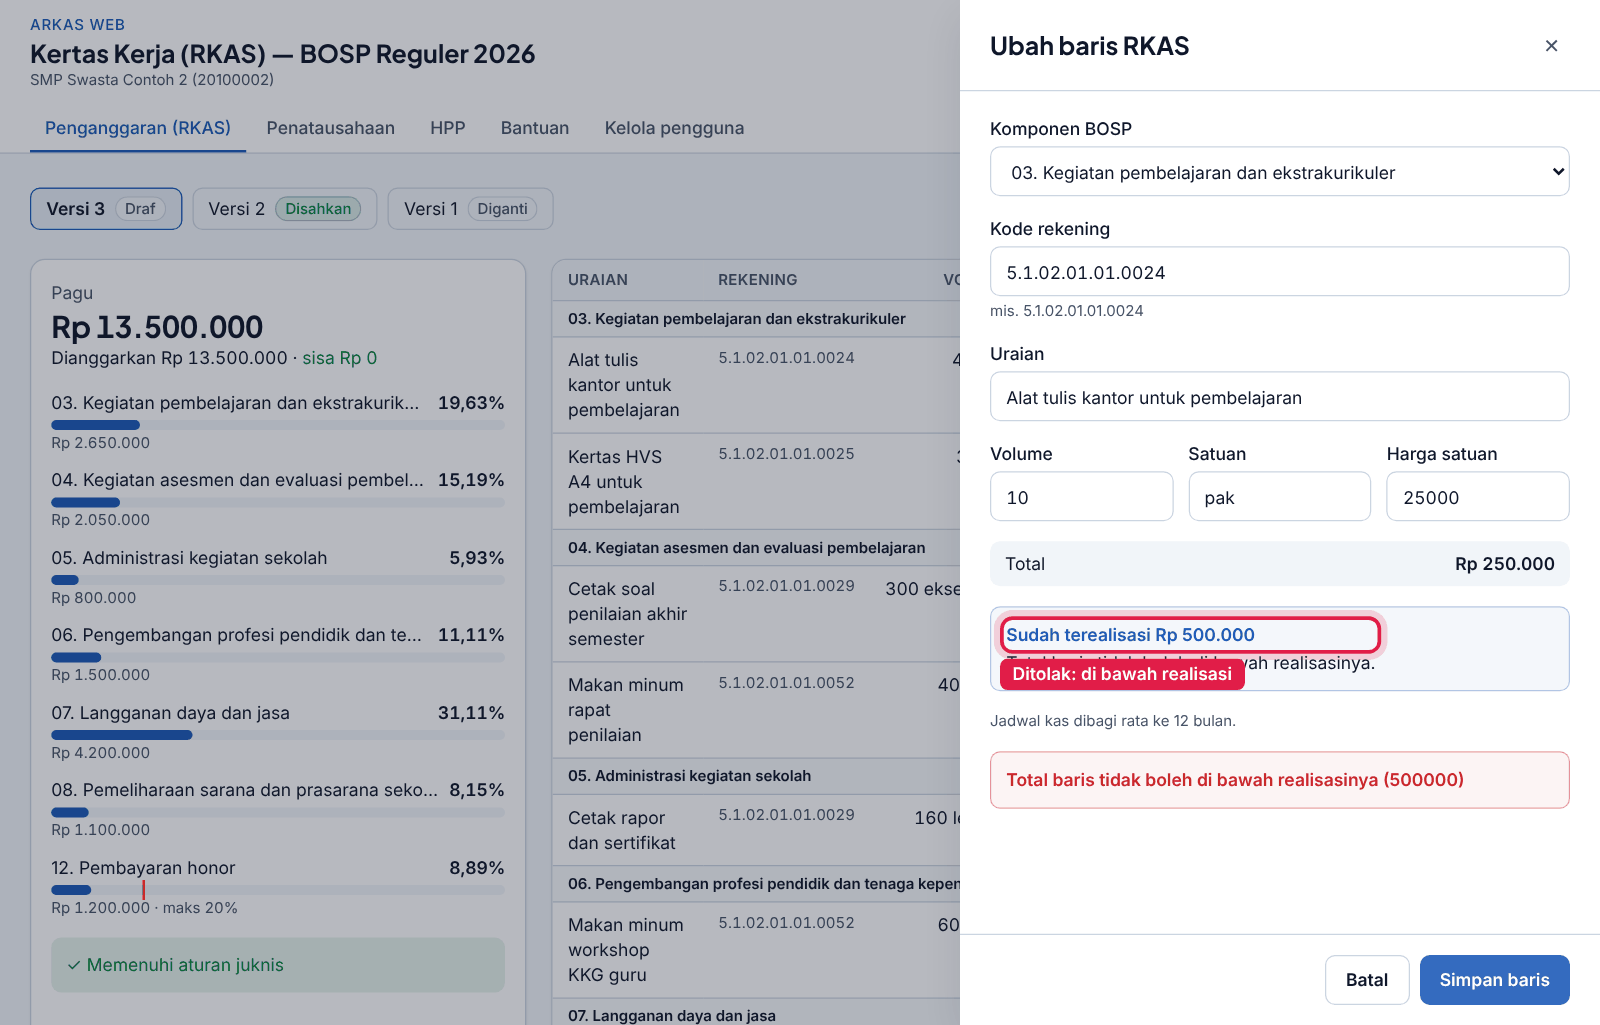 ARKAS WEB
Kertas Kerja (RKAS) — BOSP Reguler 2026
SMP Swasta Contoh 2 (20100002)
Penganggaran (RKAS) Penatausahaan HPP Bantuan Kelola pengguna
Versi 3 Draf Versi 2 Disahkan Versi 1 Diganti
Pagu
Rp 13.500.000
Dianggarkan Rp 13.500.000 · sisa Rp 0
03. Kegiatan pembelajaran dan ekstrakurik... 19,63%
Rp 2.650.000
04. Kegiatan asesmen dan evaluasi pembel... 15,19%
Rp 2.050.000
05. Administrasi kegiatan sekolah 5,93%
Rp 800.000
06. Pengembangan profesi pendidik dan te... 11,11%
Rp 1.500.000
07. Langganan daya dan jasa 31,11%
Rp 4.200.000
08. Pemeliharaan sarana dan prasarana seko... 8,15%
Rp 1.100.000
12. Pembayaran honor 8,89%
Rp 1.200.000 · maks 20%
✓ Memenuhi aturan juknis
URAIAN REKENING
03. Kegiatan pembelajaran dan ekstrakurikuler
Alat tulis kantor untuk pembelajaran 5.1.02.01.01.0024
Kertas HVS A4 untuk pembelajaran 5.1.02.01.01.0025
04. Kegiatan asesmen dan evaluasi pembelajaran
Cetak soal penilaian akhir semester 5.1.02.01.01.0029 300 ekse
Makan minum rapat penilaian 5.1.02.01.01.0052 40
05. Administrasi kegiatan sekolah
Cetak rapor dan sertifikat 5.1.02.01.01.0029 160
06. Pengembangan profesi pendidik dan tenaga kepen
Makan minum workshop KKG guru 5.1.02.01.01.0052 60
07. Langganan daya dan jasa
Ubah baris RKAS ×
Komponen BOSP
03. Kegiatan pembelajaran dan ekstrakurikuler
Kode rekening
5.1.02.01.01.0024
mis. 5.1.02.01.01.0024
Uraian
Alat tulis kantor untuk pembelajaran
Volume Satuan Harga satuan
10 pak 25000
Total Rp 250.000
Sudah terealisasi Rp 500.000
realisasinya.
Ditolak: di bawah realisasi
Jadwal kas dibagi rata ke 12 bulan.
Total baris tidak boleh di bawah realisasinya (500000)
Batal Simpan baris